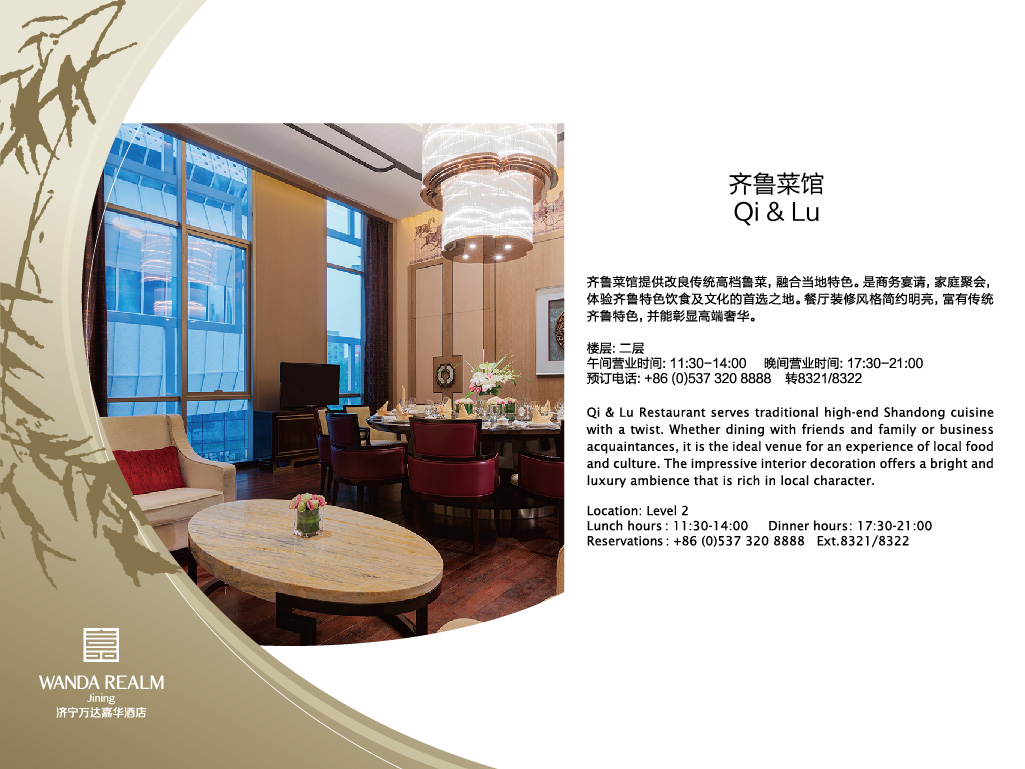 齐鲁菜馆
Qi & Lu
齐鲁菜馆提供改良传统高档鲁菜，融合当地特色。是商务宴请，家庭聚会，
体验齐鲁特色饮食及文化的首选之地。餐厅装修风格简约明亮，富有传统
齐鲁特色，并能彰显高端奢华。
楼层: 二层
午间营业时间: 11:30-14:00 晚间营业时间: 17:30-21:00
预订电话: +86 (0)537 320 8888 转8321/8322
Qi & Lu Restaurant serves traditional high-end Shandong cuisine
with a twist. Whether dining with friends and family or business
acquaintances, it is the ideal venue for an experience of local food
and culture. The impressive interior decoration offers a bright and
luxury ambience that is rich in local character.
Location: Level 2
Lunch hours : 11:30-14:00 Dinner hours: 17:30-21:00
Reservations : +86 (0)537 320 8888 Ext.8321/8322
WANDA REALM
Jining
济宁万达嘉华酒店